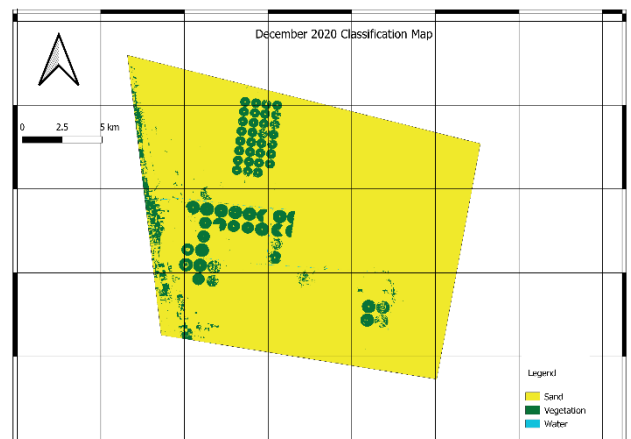 December 2020 Classification Map
0 2.5 5 km
Legend
Sand
Vegetation
Water